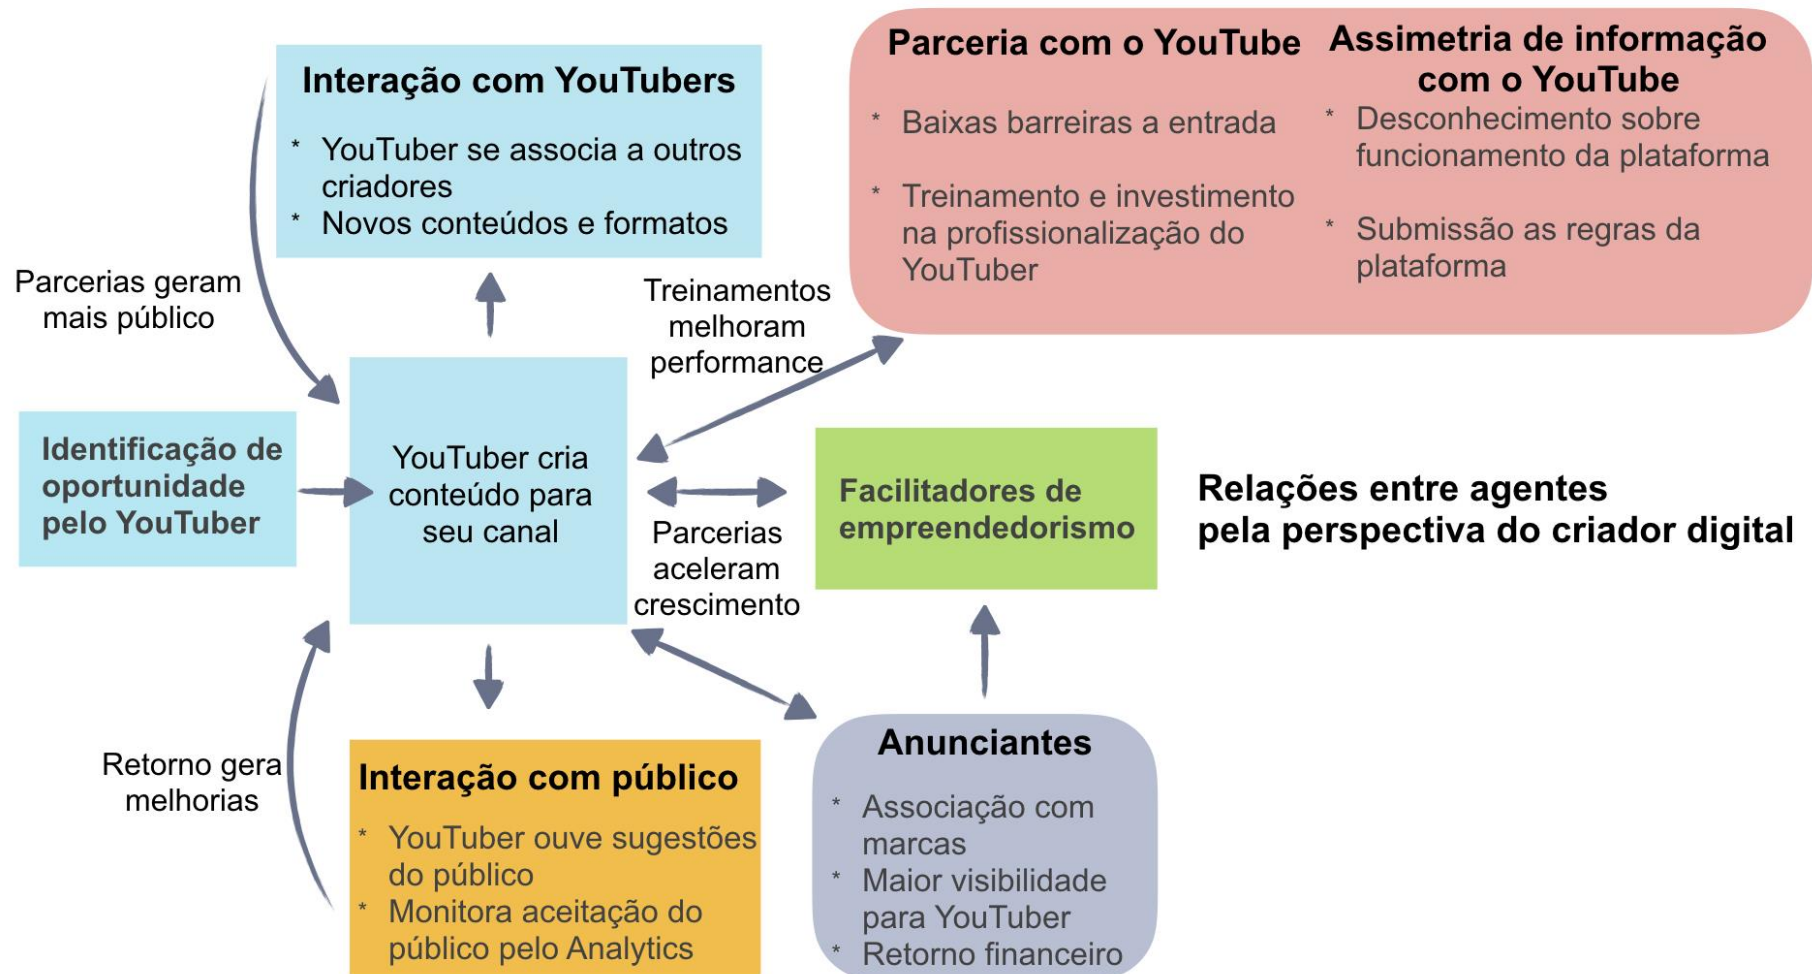 Interação com YouTubers
* YouTuber se associa a outros
criadores
* Novos conteúdos e formatos
Parceria com o YouTube
* Baixas barreiras a entrada
* Treinamento e investimento
na profissionalização do
YouTuber
Assimetria de informação
com o YouTube
* Desconhecimento sobre
funcionamento da plataforma
* Submissão as regras da
plataforma
Parcerias geram
mais público
Treinamentos
melhoram
performance
Identificação de
oportunidade
pelo YouTuber
YouTuber cria
conteúdo para
seu canal
Parcerias
aceleram
crescimento
Facilitadores de
empreendedorismo
Relações entre agentes
pela perspectiva do criador digital
Retorno gera
melhorias
Interação com público
* YouTuber ouve sugestões
do público
* Monitora aceitação do
público pelo Analytics
Anunciantes
* Associação com
marcas
* Maior visibilidade
para YouTuber
* Retorno financeiro